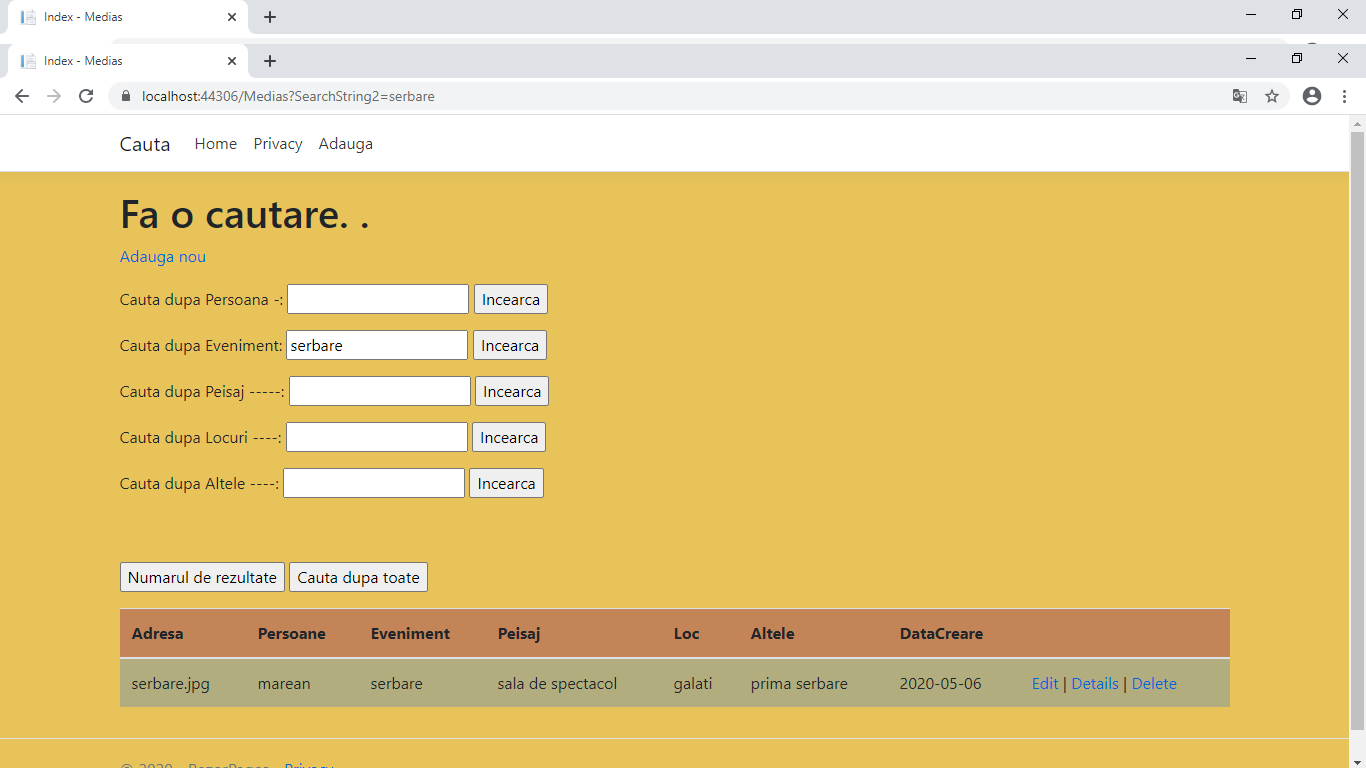 Index - Medias
Index - Medias
localhost:44306/Medias?SearchString2=serbare
Cauta Home Privacy Adauga
Fa o cautare. .
Adauga nou
Cauta dupa Persoana -: Incearca
Cauta dupa Eveniment: serbare Incearca
Cauta dupa Peisaj -----: Incearca
Cauta dupa Locuri ----: Incearca
Cauta dupa Altele ----: Incearca
Numarul de rezultate Cauta dupa toate
Adresa Persoane Eveniment Peisaj Loc Altele DataCreare
serbare.jpg marean serbare sala de spectacol galati prima serbare 2020-05-06 Edit | Details | Delete
© 2020 - RazorPages - Privacy